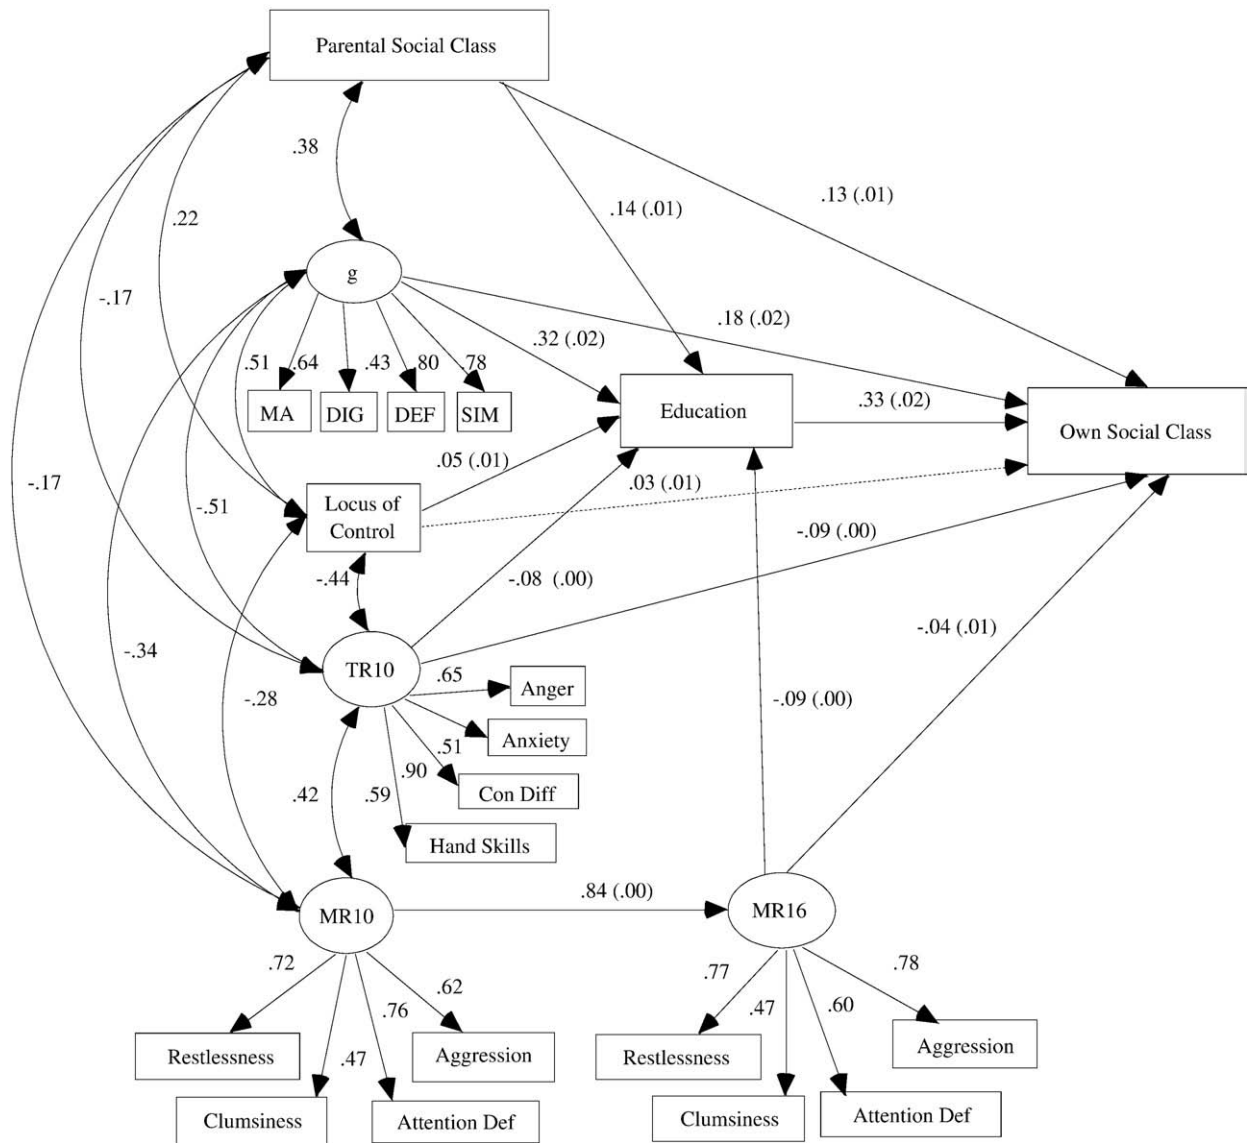 Parental Social Class
.38
.14 (.01)
.13 (.01)
.22
-.17
g
.18 (.02)
.32 (.02)
.51
.64
.43
.80
.78
MA
DIG
DEF
SIM
Education
.33 (.02)
Own Social Class
.05 (.01)
.03 (.01)
-.17
-.51
Locus of
Control
-.44
-.08 (.00)
-.09 (.00)
-.04 (.01)
-.34
-.28
TR10
.65
Anger
-.09 (.00)
.51
Anxiety
.90
.59
Con Diff
.42
Hand Skills
MR10
.84 (.00)
MR16
.72
.62
.76
.47
.77
.47
.60
.78
Restlessness
Aggression
Clumsiness
Attention Def
Restlessness
Aggression
Clumsiness
Attention Def